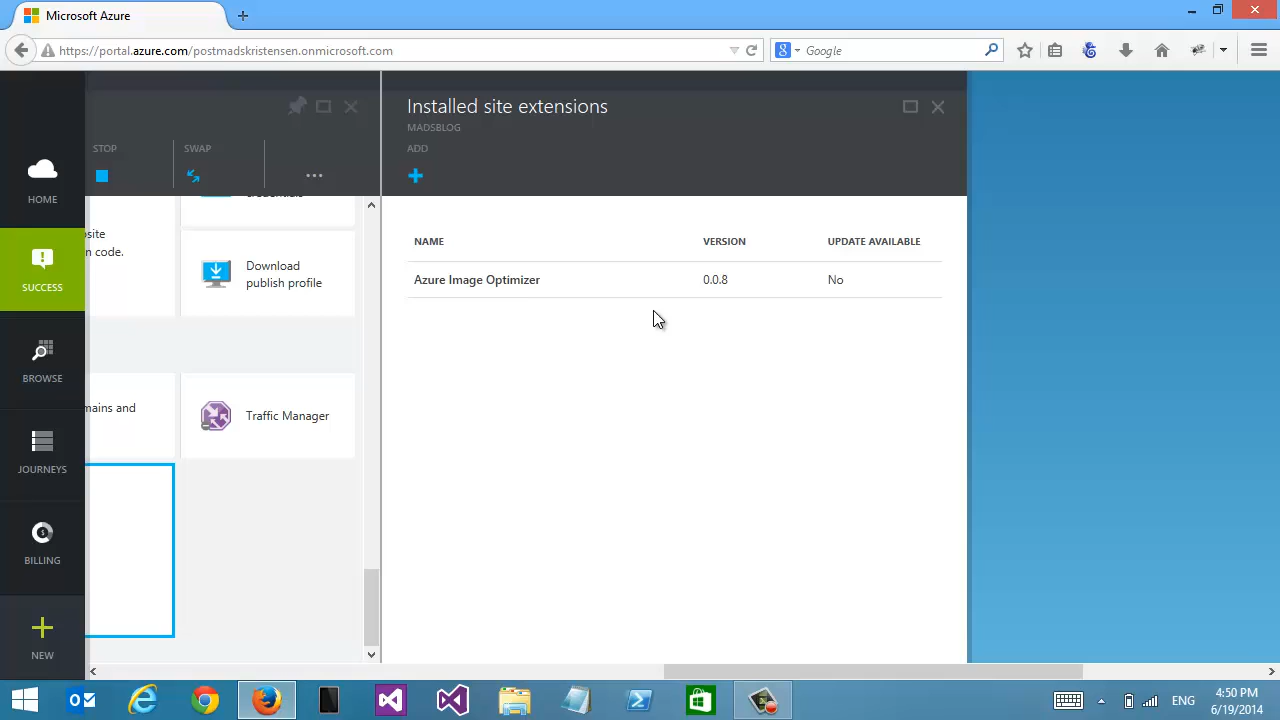 Microsoft Azure
https://portal.azure.com/postmadskristensen.onmicrosoft.com
Google
Installed site extensions
MADSBLOG
STOP
SWAP
ADD
HOME
SUCCESS
BROWSE
JOURNEYS
BILLING
NEW
n code.
Download
publish profile
mains and
Traffic Manager
NAME
VERSION
UPDATE AVAILABLE
Azure Image Optimizer
0.0.8
No
ENG
4:50 PM
6/19/2014